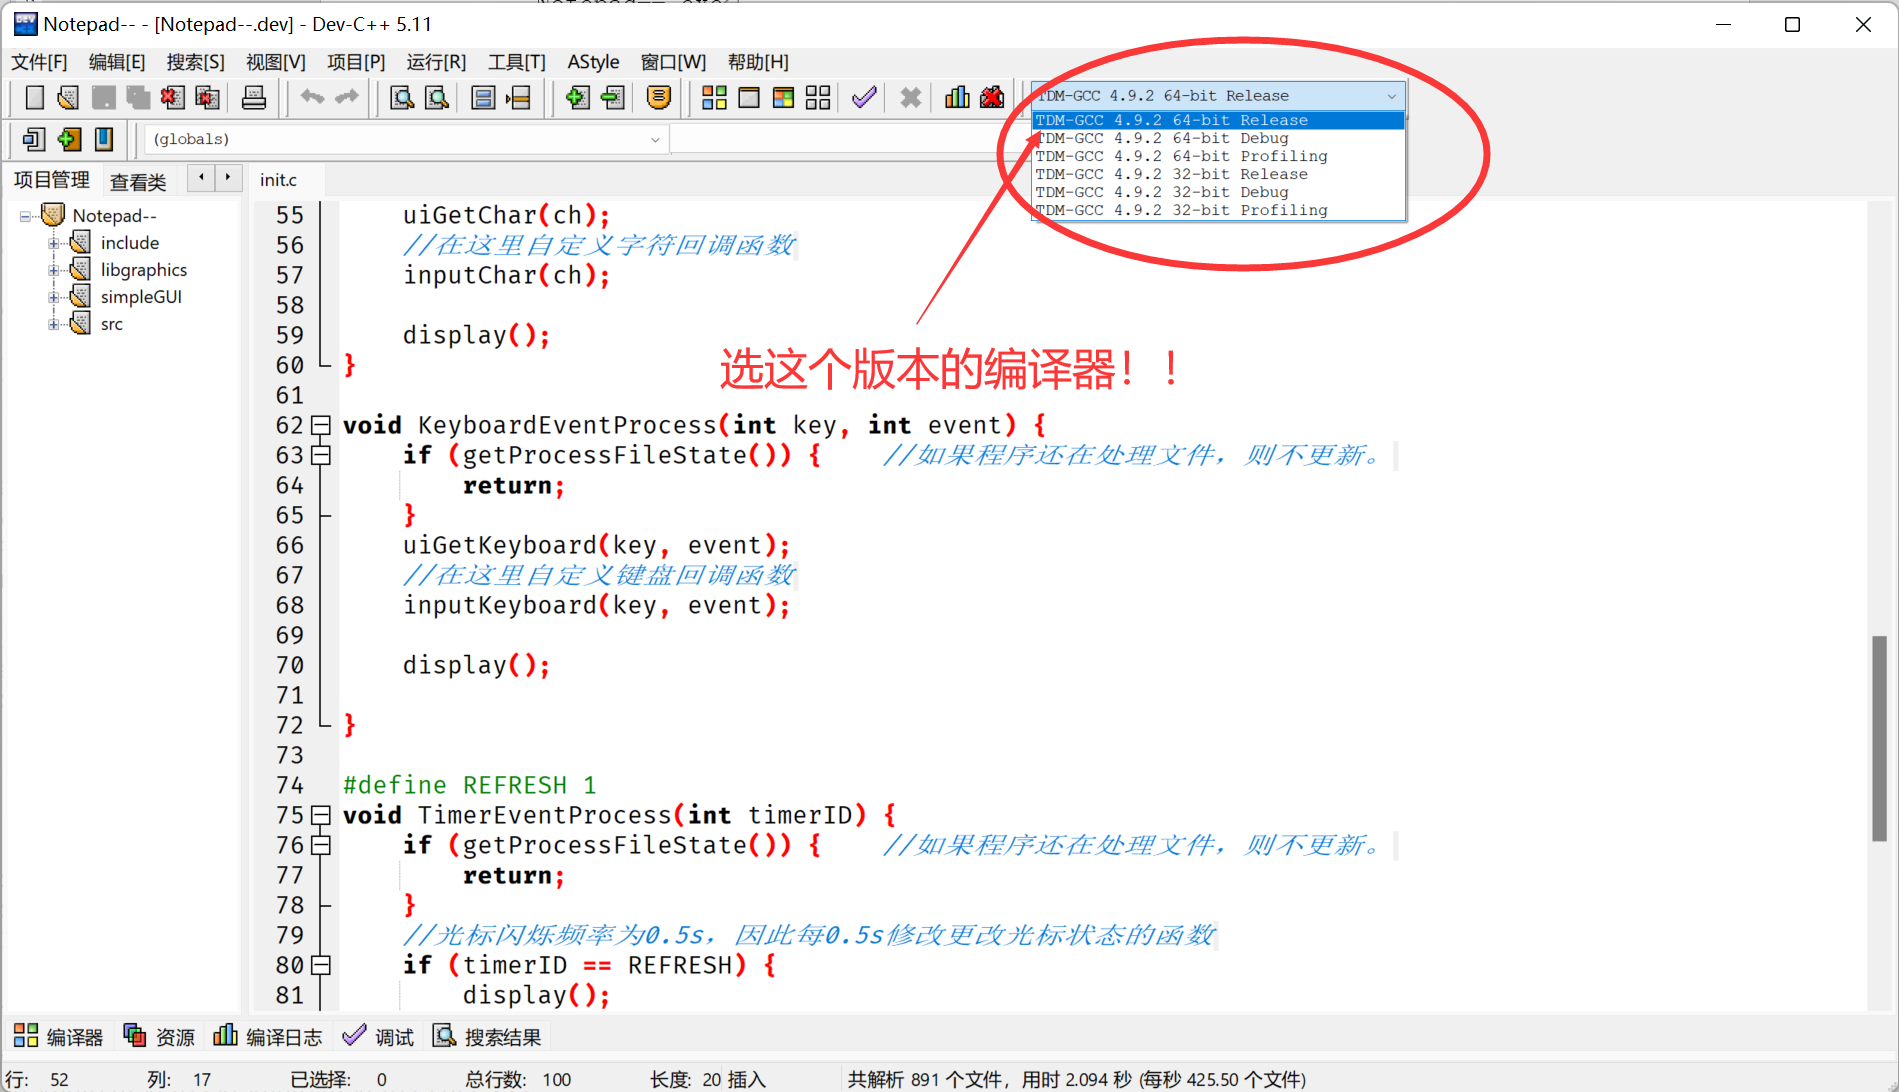 Notepad-- - [Notepad--.dev] - Dev-C++ 5.11
文件[F] 编辑[E] 搜索[S] 视图[V] 项目[P] 运行[R] 工具[T] AStyle 窗口[W] 帮助[H]
TDM-GCC 4.9.2 64-bit Release
TDM-GCC 4.9.2 64-bit Release
TDM-GCC 4.9.2 64-bit Debug
TDM-GCC 4.9.2 64-bit Profiling
TDM-GCC 4.9.2 32-bit Release
TDM-GCC 4.9.2 32-bit Debug
TDM-GCC 4.9.2 32-bit Profiling
(globals)
项目管理 查看类
init.c
Notepad--
include
libgraphics
simpleGUI
src
55 uiGetChar(ch);
56 //在这里自定义字符回调函数
57 inputChar(ch);
58
59 display();
60 }
选这个版本的编译器！！
61
62 void KeyboardEventProcess(int key, int event) {
63 if (getProcessFileState()) { //如果程序还在处理文件，则不更新。
64 return;
65 }
66 uiGetKeyboard(key, event);
67 //在这里自定义键盘回调函数
68 inputKeyboard(key, event);
69
70 display();
71
72 }
73
74 #define REFRESH 1
75 void TimerEventProcess(int timerID) {
76 if (getProcessFileState()) { //如果程序还在处理文件，则不更新。
77 return;
78 }
79 //光标闪烁频率为0.5s，因此每0.5s修改更改光标状态的函数
80 if (timerID == REFRESH) {
81 display();
编译器 资源 编译日志 调试 搜索结果
行: 52 列: 17 已选择: 0 总行数: 100 长度: 20 插入 共解析 891 个文件，用时 2.094 秒 (每秒 425.50 个文件)